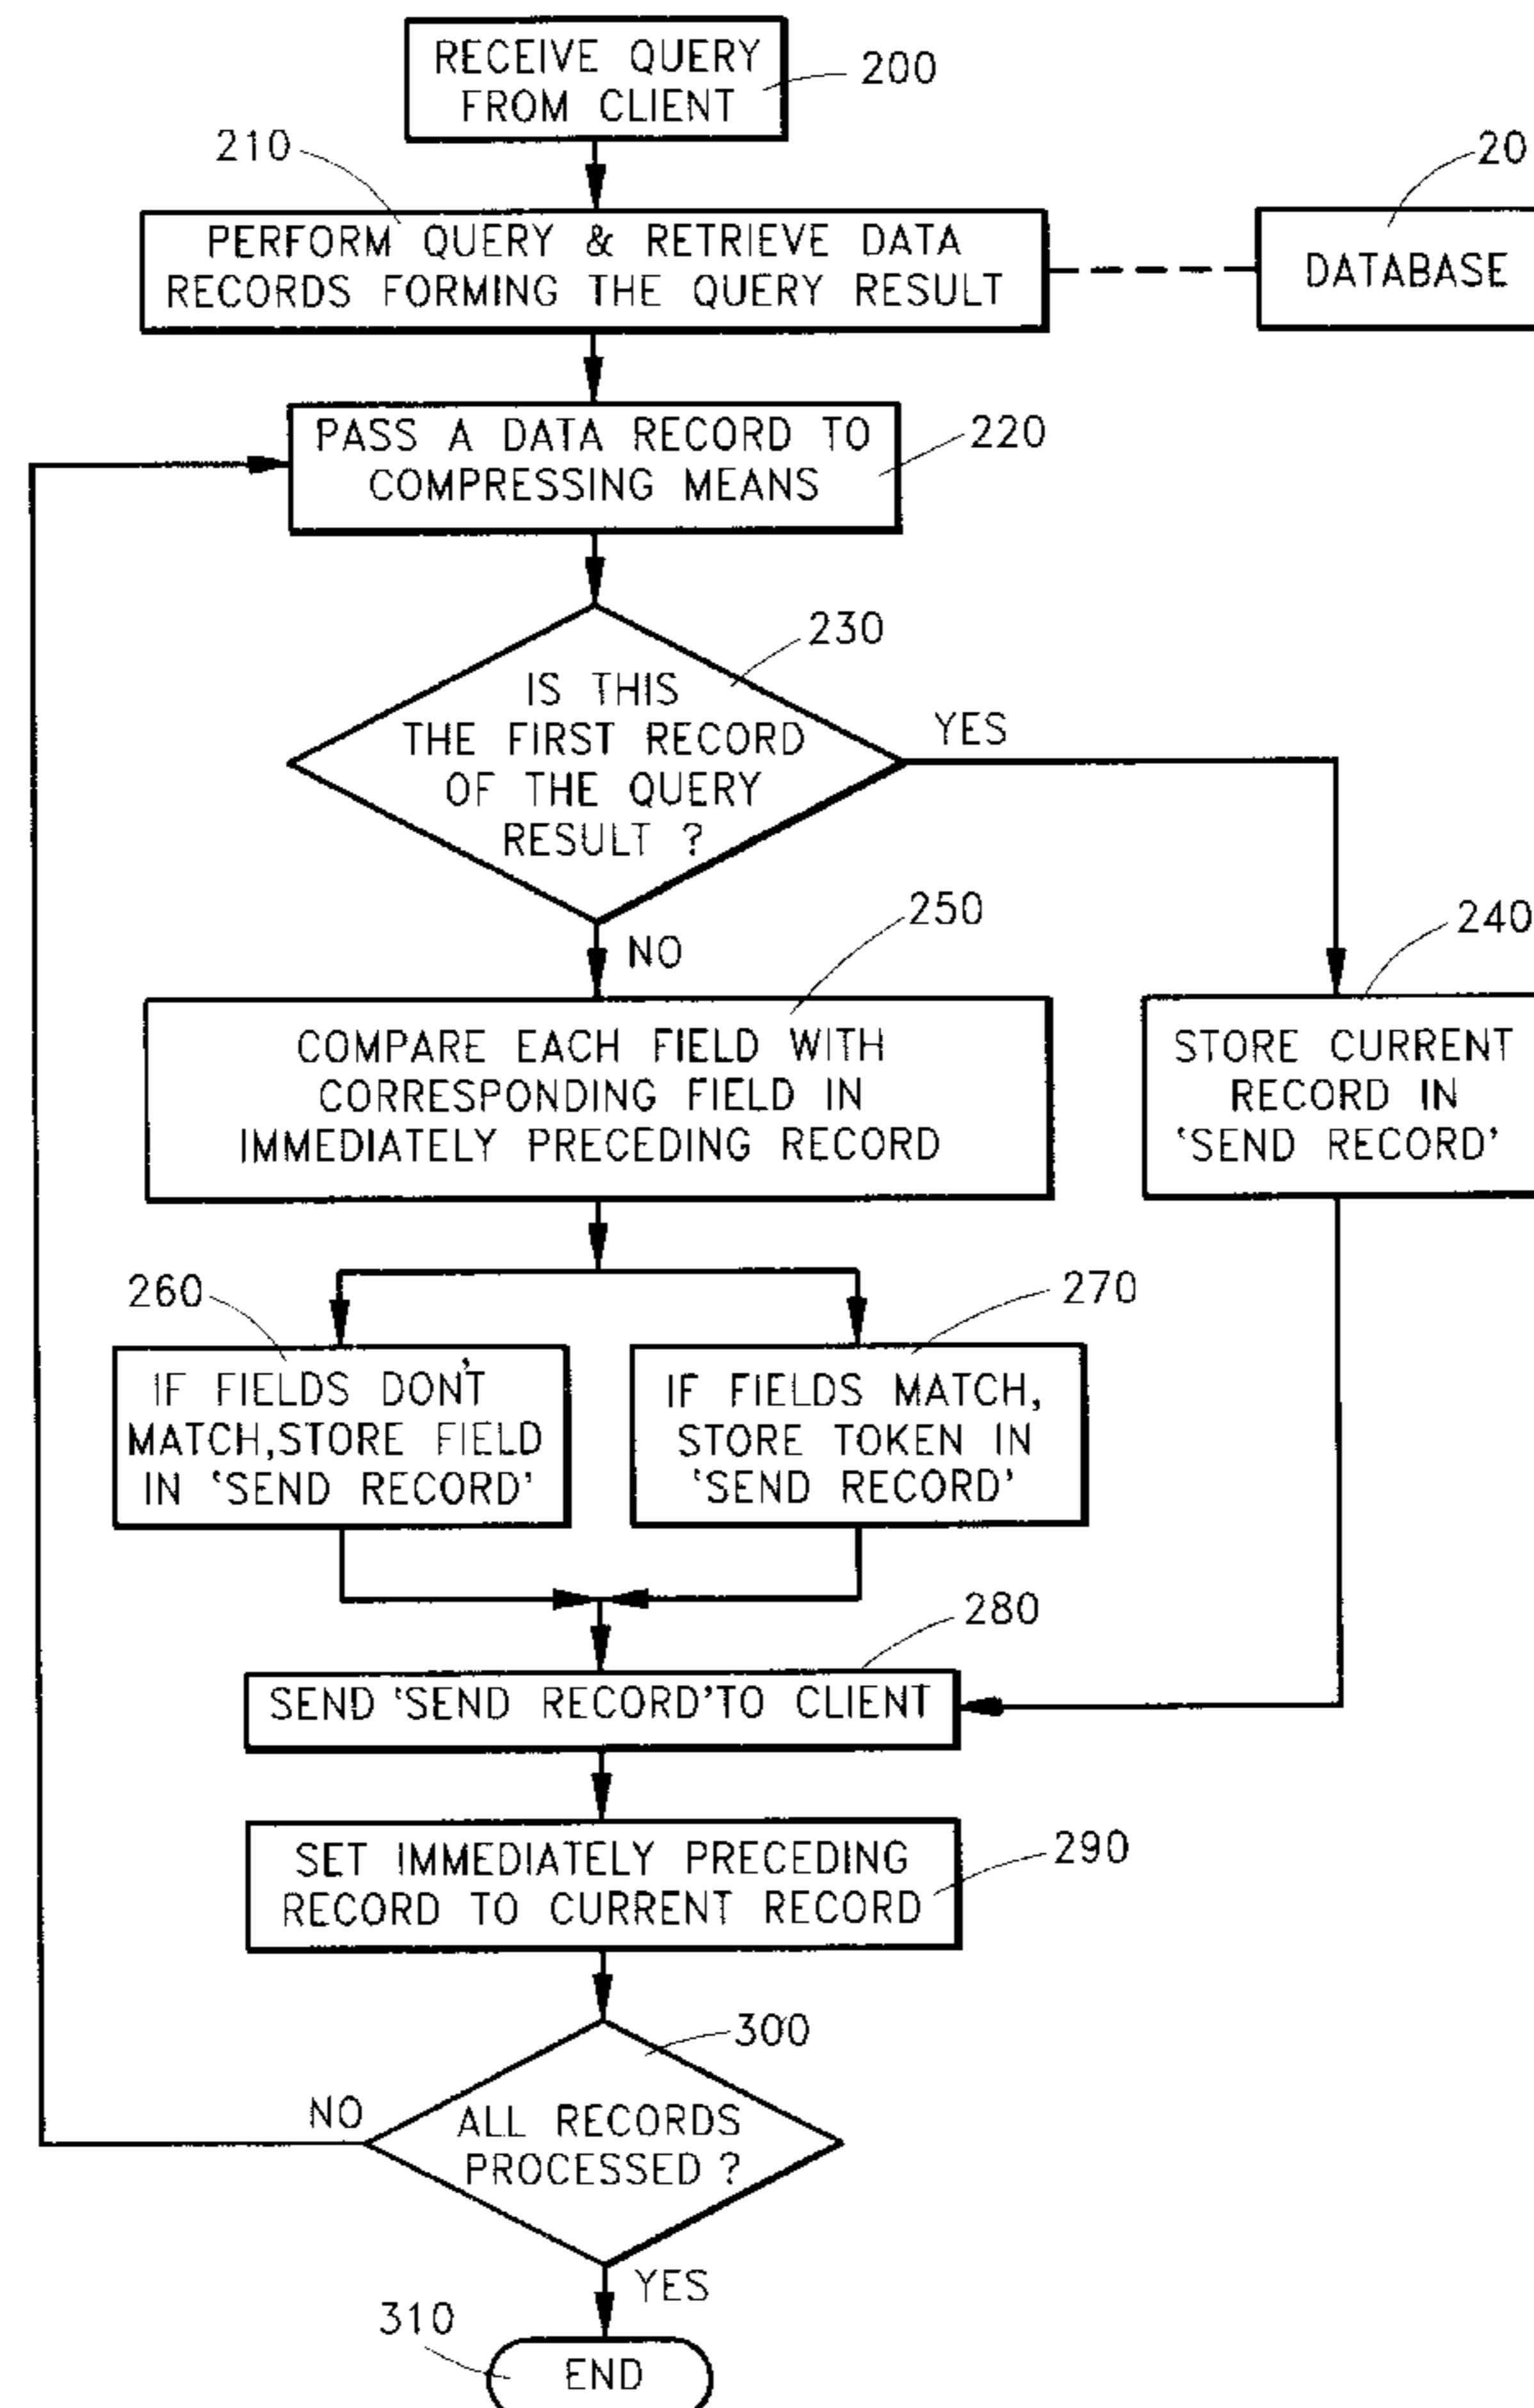 RECEIVE QUERY
FROM CLIENT
200
210
20
PERFORM QUERY & RETRIEVE DATA
RECORDS FORMING THE QUERY RESULT
DATABASE
PASS A DATA RECORD TO
COMPRESSING MEANS
220
230
IS THIS
THE FIRST RECORD
OF THE QUERY
RESULT ?
YES
NO
250
240
COMPARE EACH FIELD WITH
CORRESPONDING FIELD IN
IMMEDIATELY PRECEDING RECORD
STORE CURRENT
RECORD IN
‘SEND RECORD’
260
270
IF FIELDS DON'T
MATCH,STORE FIELD
IN ‘SEND RECORD’
IF FIELDS MATCH,
STORE TOKEN IN
‘SEND RECORD’
280
SEND ‘SEND RECORD’TO CLIENT
SET IMMEDIATELY PRECEDING
RECORD TO CURRENT RECORD
290
300
NO
ALL RECORDS
PROCESSED ?
YES
310
END